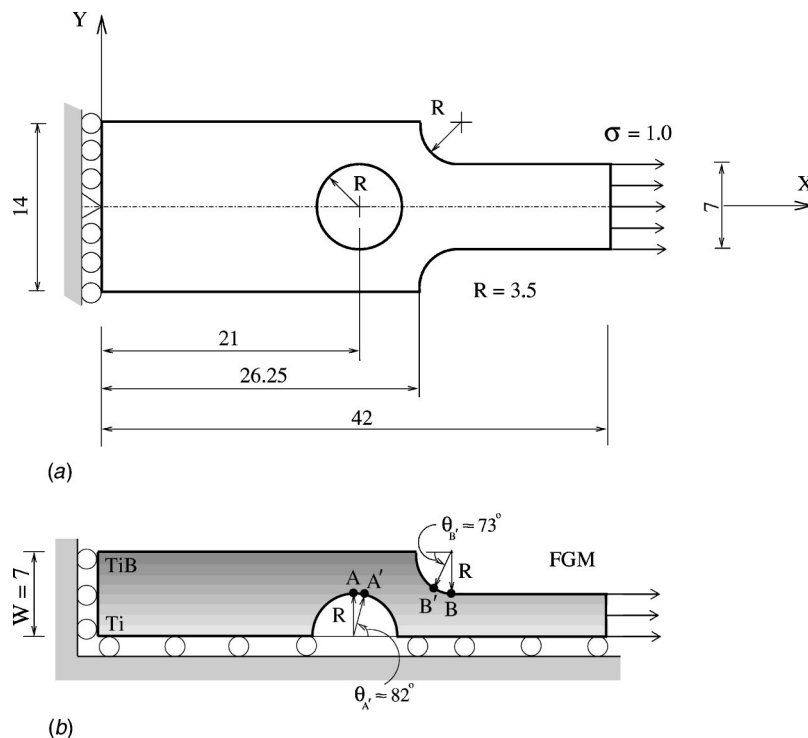 Y
R
σ = 1.0
X
14
R
7
R = 3.5
21
26.25
42
(a)
θB'≈73°
FGM
TiB
W = 7
A A'
R
B' B
R
Ti
θA'≈82°
(b)